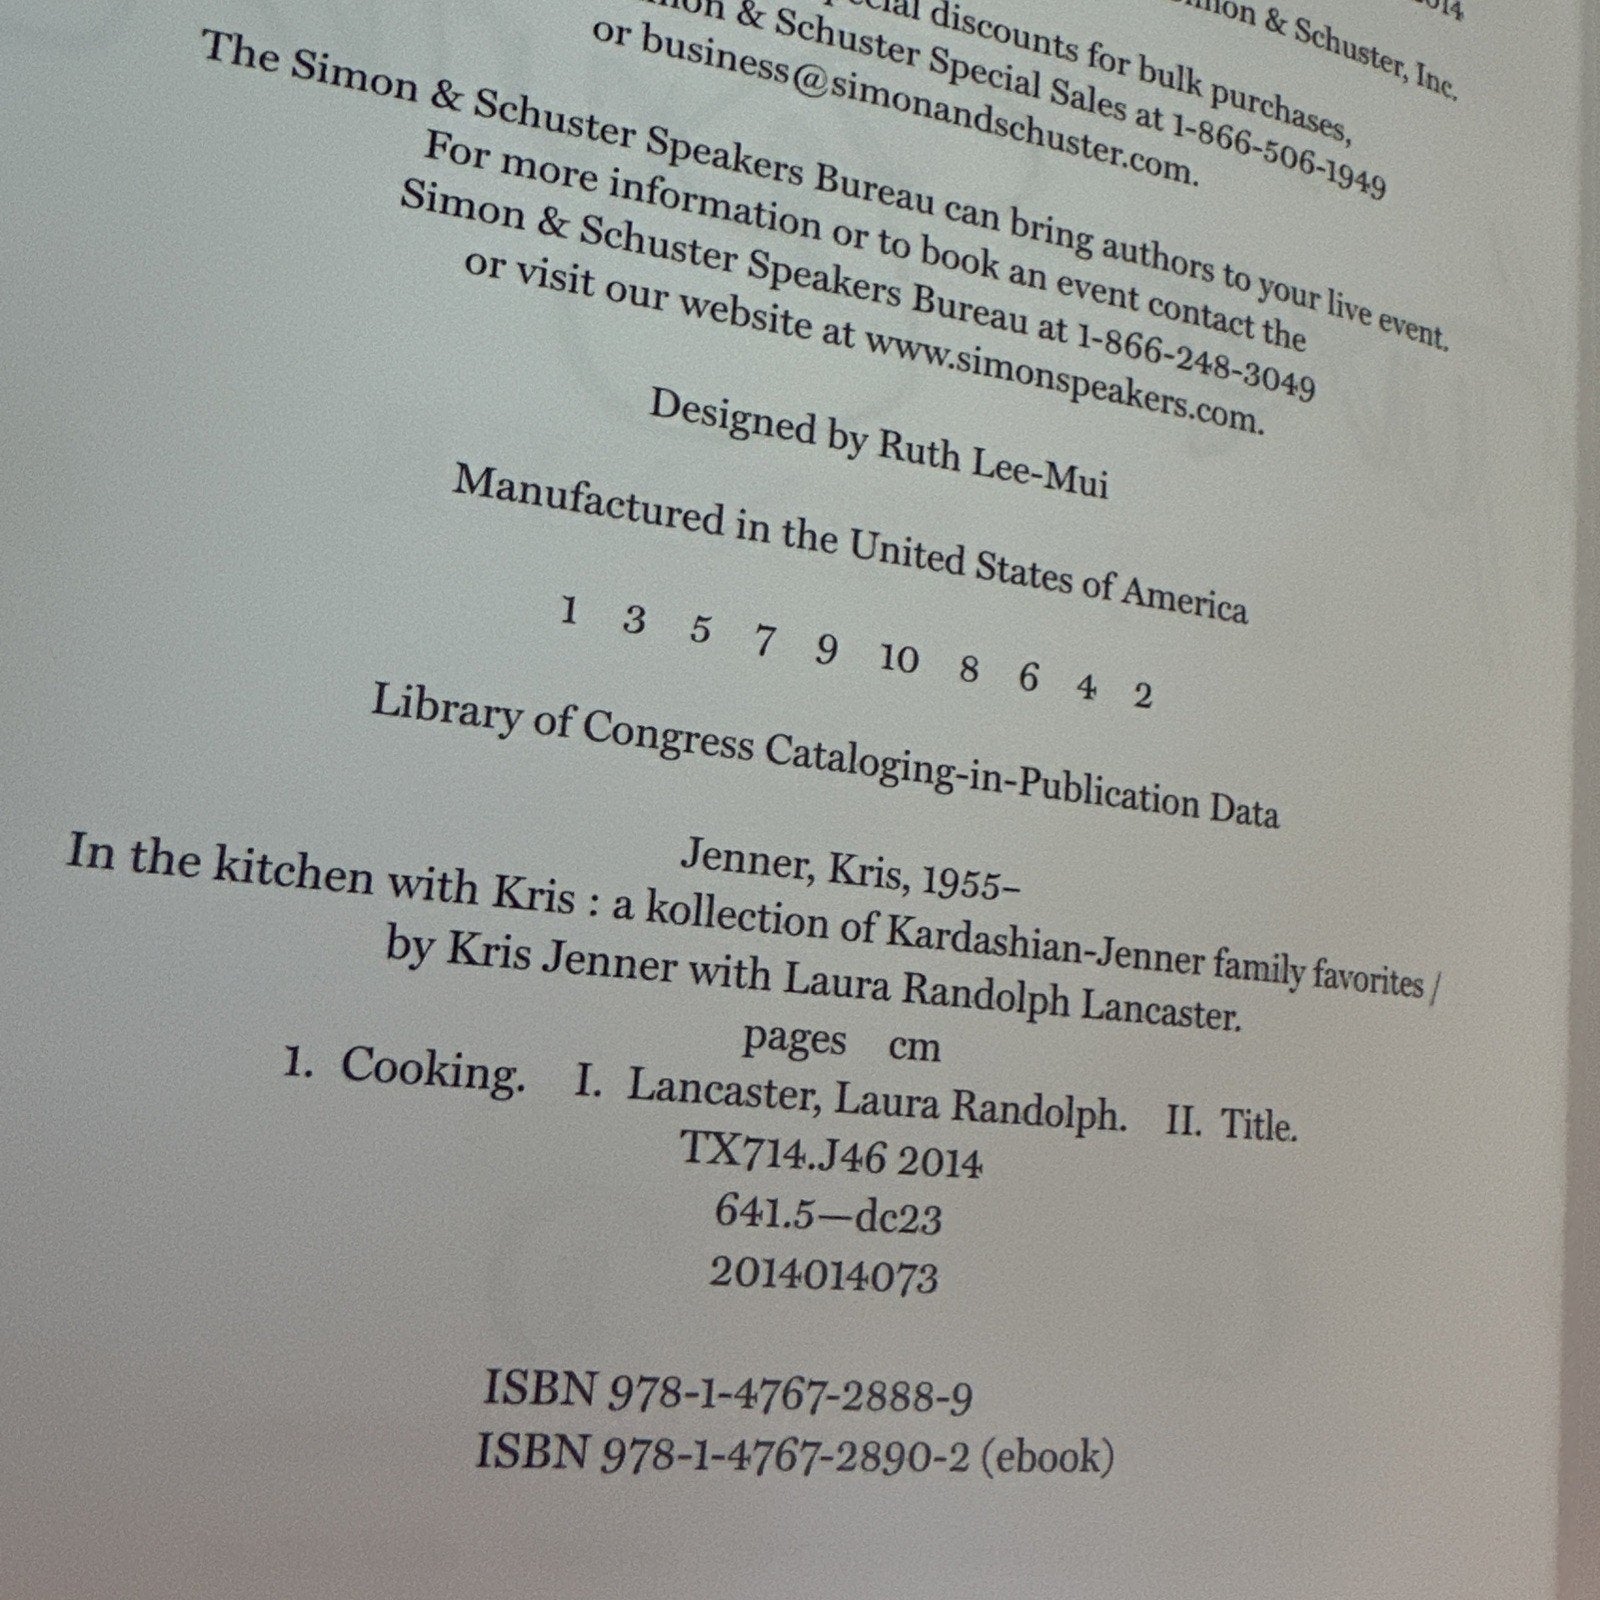 2014
Simon & Schuster, Inc.
special discounts for bulk purchases,
Simon & Schuster Special Sales at 1-866-506-1949
or business@simonandschuster.com.
The Simon & Schuster Speakers Bureau can bring authors to your live event.
For more information or to book an event contact the
Simon & Schuster Speakers Bureau at 1-866-248-3049
or visit our website at www.simonspeakers.com.
Designed by Ruth Lee-Mui
Manufactured in the United States of America
1 3 5 7 9 10 8 6 4 2
Library of Congress Cataloging-in-Publication Data
Jenner, Kris, 1955–
In the kitchen with Kris : a kollection of Kardashian-Jenner family favorites /
by Kris Jenner with Laura Randolph Lancaster.
pages cm
1. Cooking. I. Lancaster, Laura Randolph. II. Title.
TX714.J46 2014
641.5—dc23
2014014073
ISBN 978-1-4767-2888-9
ISBN 978-1-4767-2890-2 (ebook)